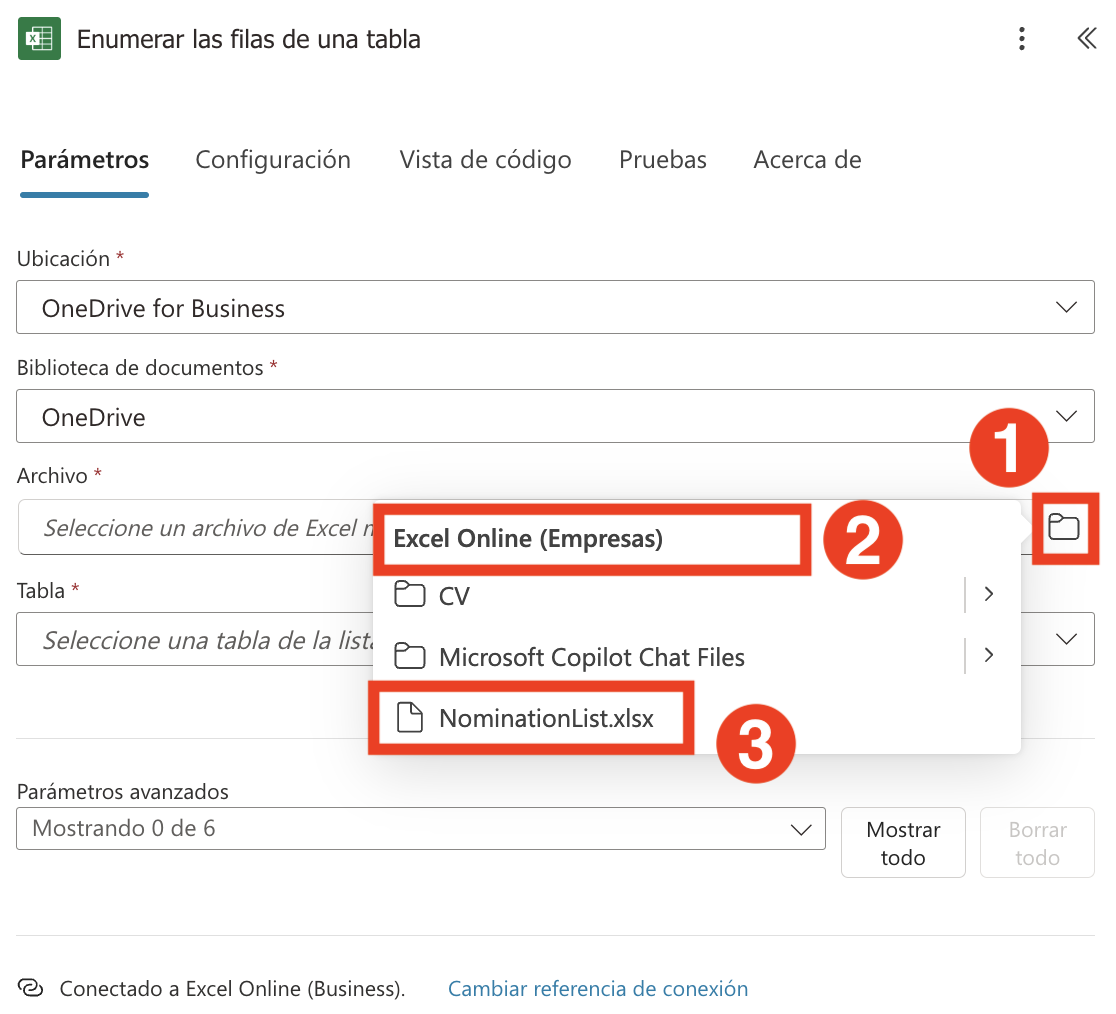 Enumerar las filas de una tabla
Parámetros Configuración Vista de código Pruebas Acerca de
Ubicación *
OneDrive for Business
Biblioteca de documentos *
OneDrive
1
Archivo *
Seleccione un archivo de Excel
Excel Online (Empresas)
2
CV
Tabla *
Seleccione una tabla de la
Microsoft Copilot Chat Files
NominationList.xlsx
3
Parámetros avanzados
Mostrando 0 de 6
Mostrar
todo
Borrar
todo
Conectado a Excel Online (Business). Cambiar referencia de conexión